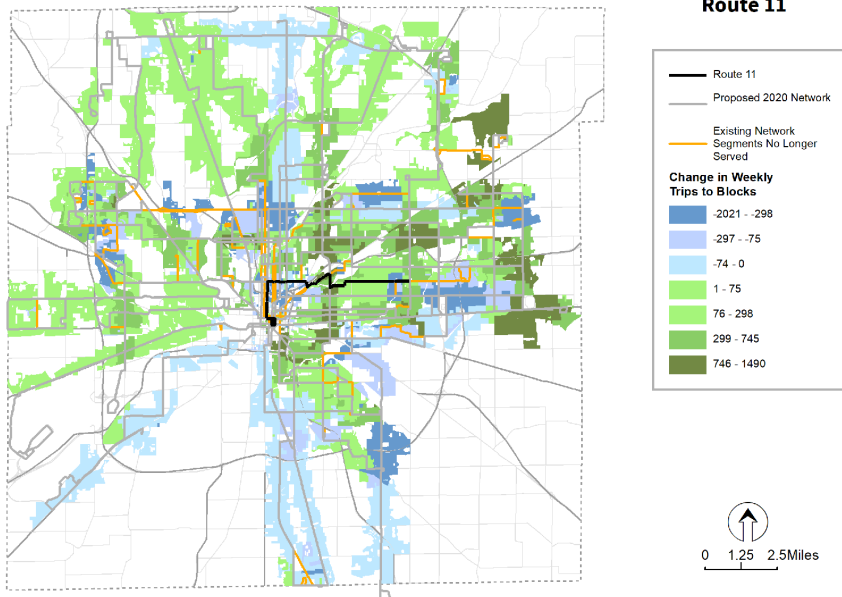 Route 11
Route 11
Proposed 2020 Network
Existing Network
Segments No Longer
Served
Change in Weekly
Trips to Blocks
-2021 - -298
-297 - -75
-74 - 0
1 - 75
76 - 298
299 - 745
746 - 1490
0 1.25 2.5Miles